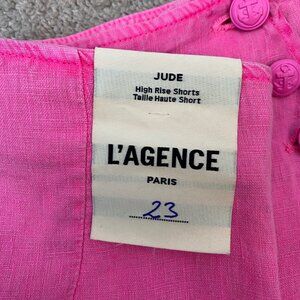 JUDE
High Rise Shorts
Taille Haute Short
L'AGENCE
PARIS
23